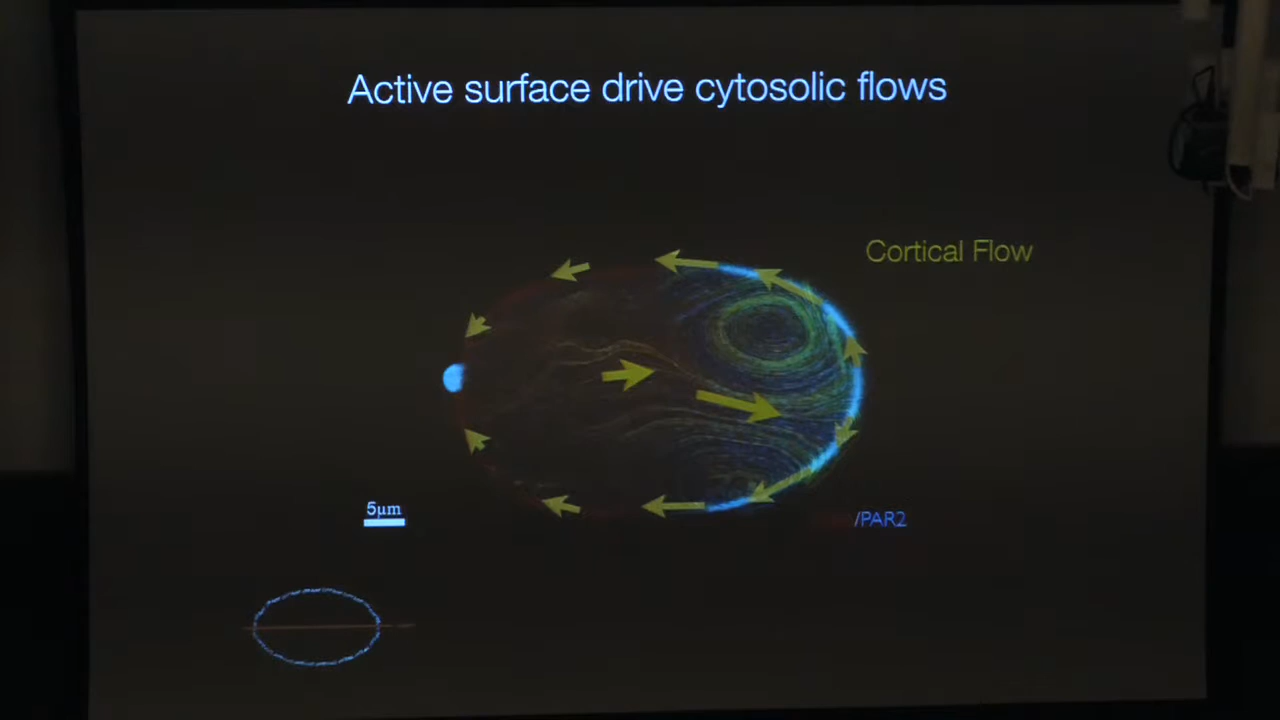 Active surface drive cytosolic flows
Cortical Flow
5μm
/PAR2